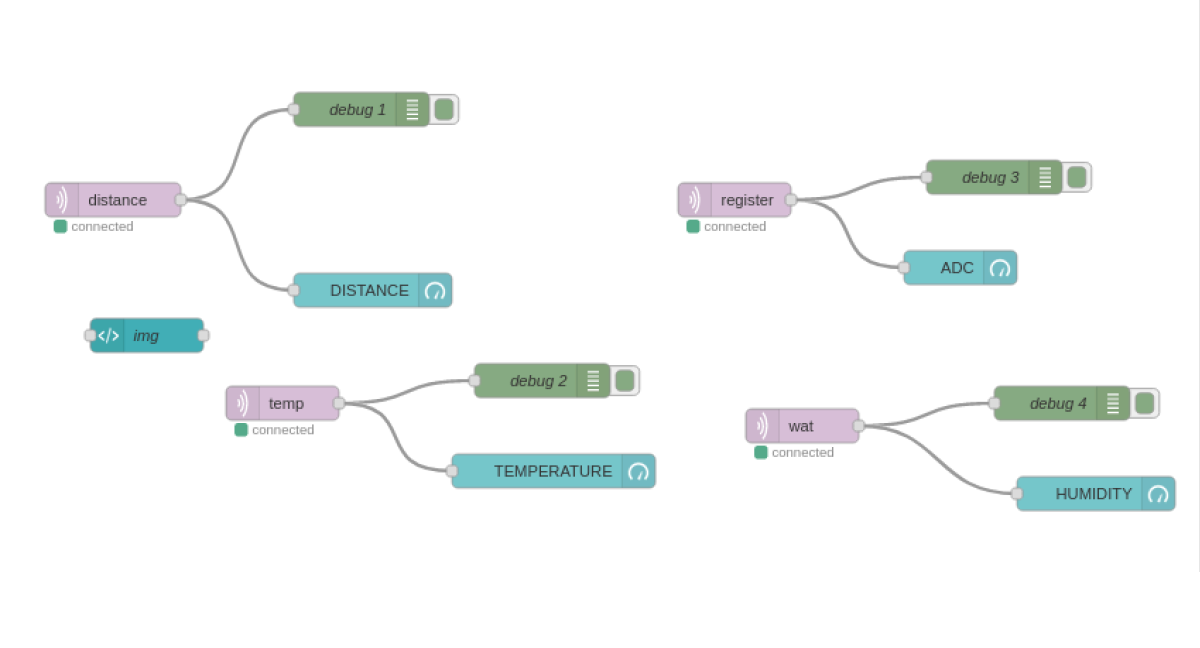 debug 1
distance
connected
DISTANCE
</> img
debug 2
temp
connected
TEMPERATURE
debug 3
register
connected
ADC
debug 4
wat
connected
HUMIDITY